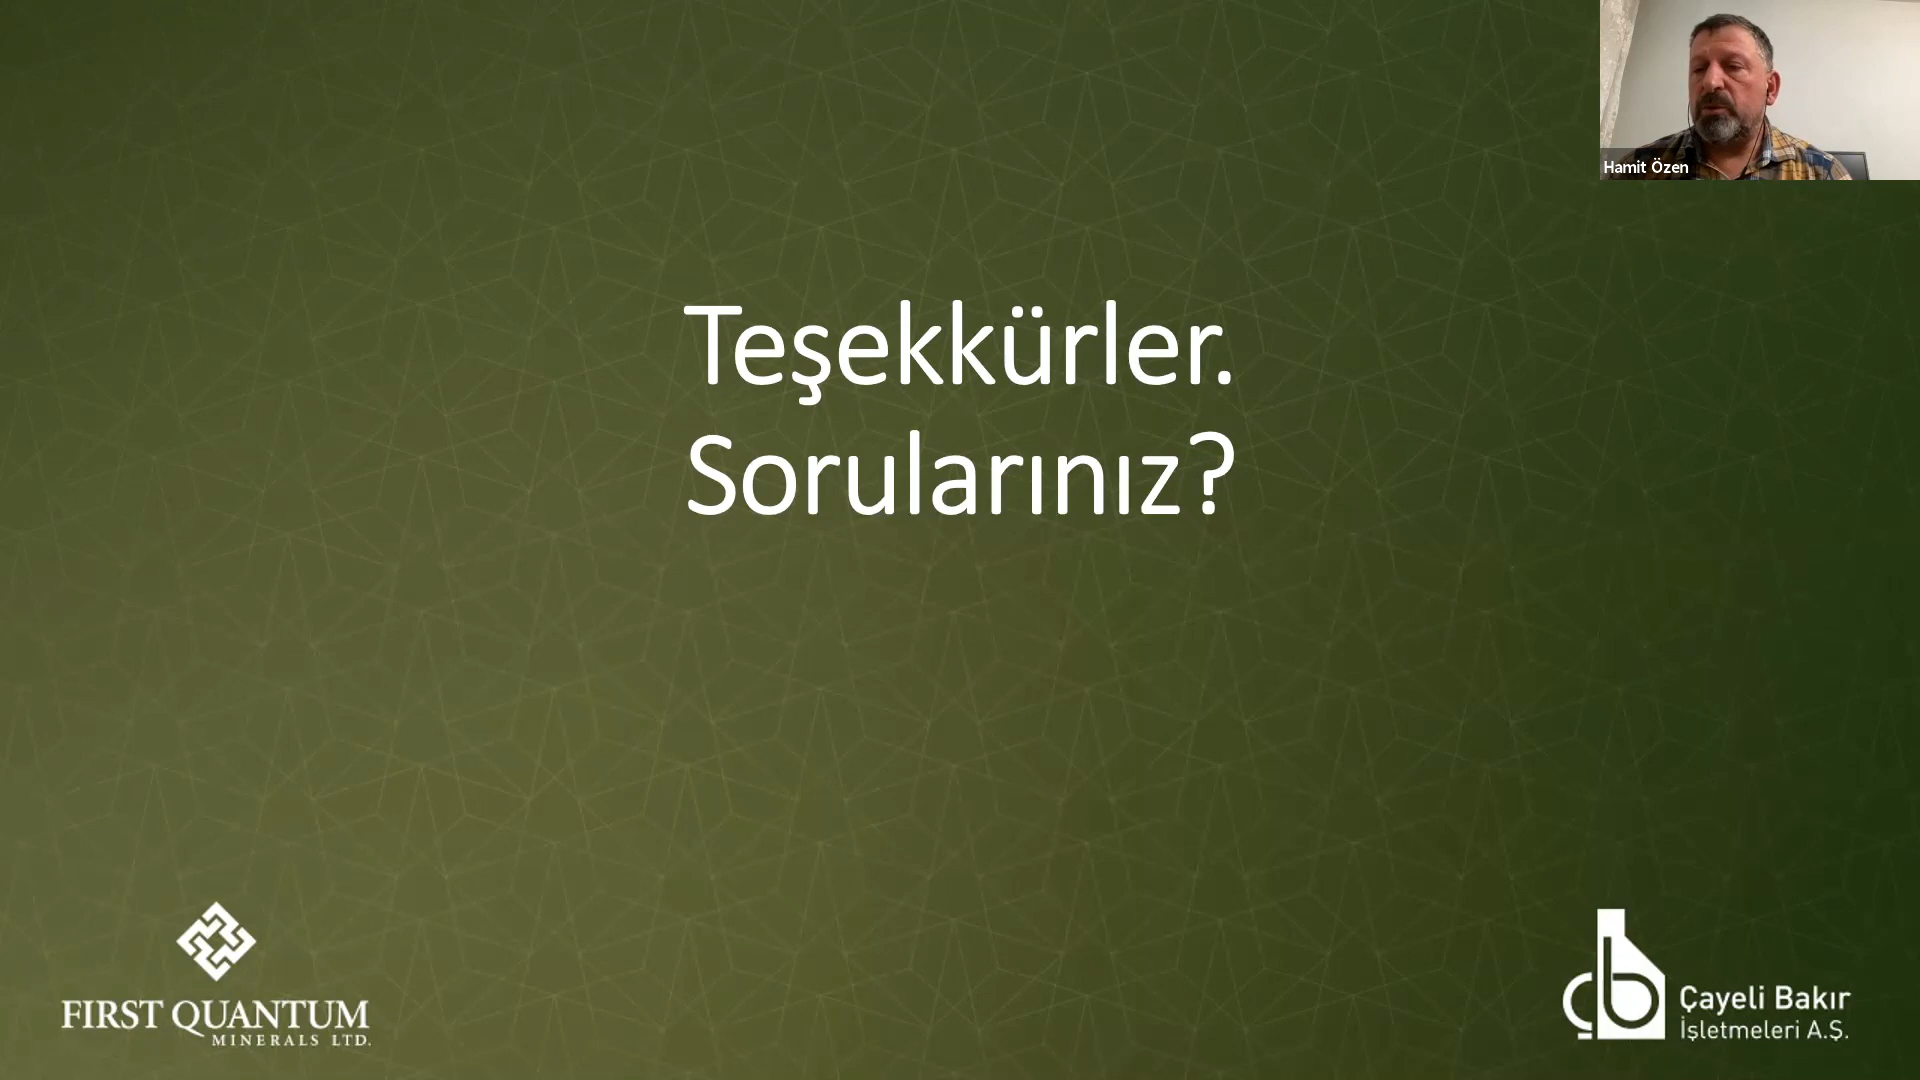 Hamit Özen
Teşekkürler.
Sorularınız?
FIRST QUANTUM
MINERALS LTD.
Çayeli Bakır
İşletmeleri A.Ş.